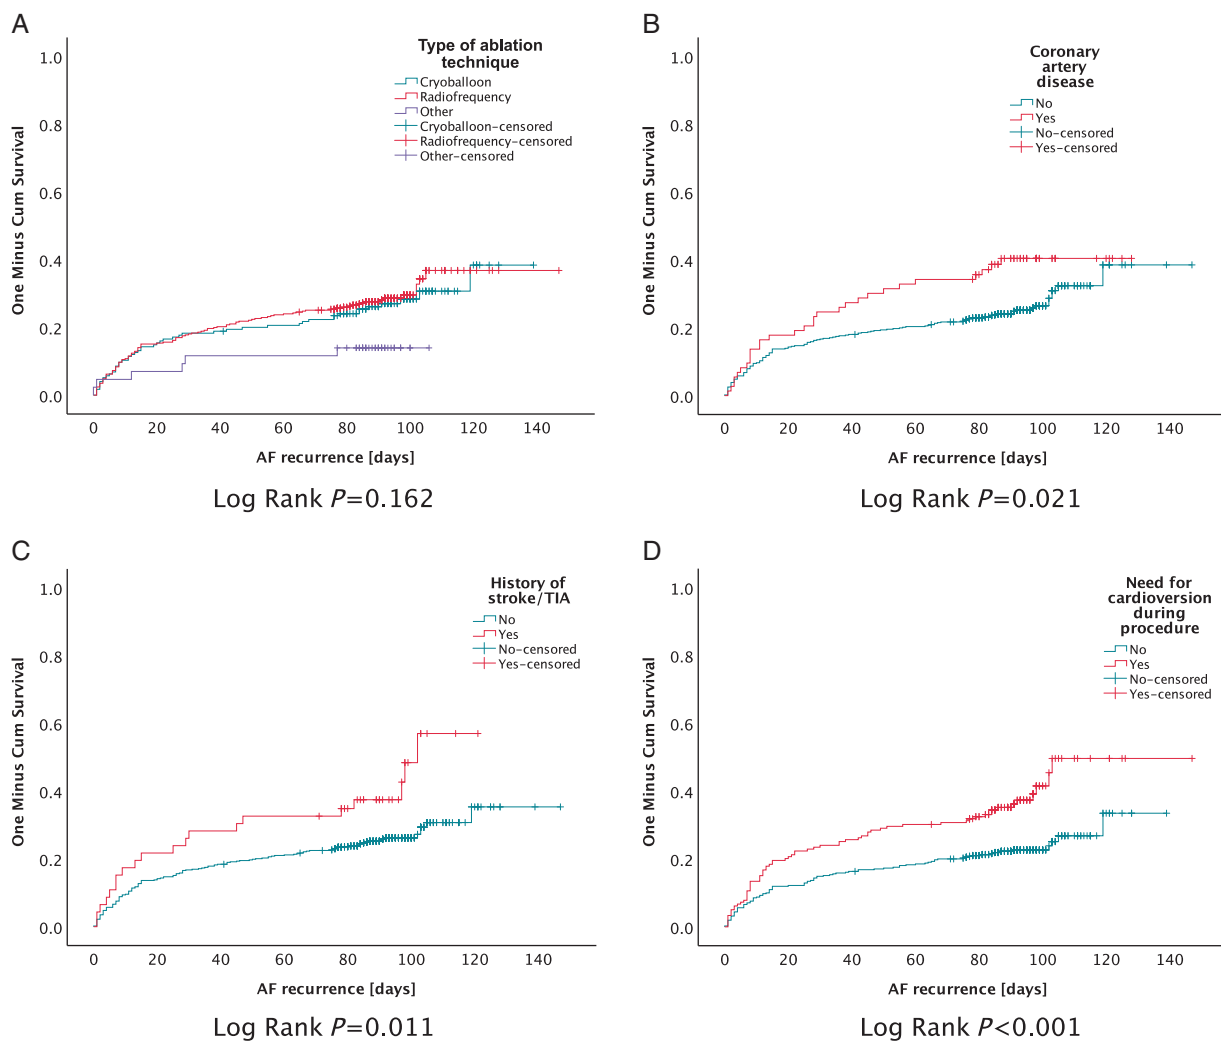 A
Type of ablation
technique
Cryoballoon
Radiofrequency
Other
Cryoballoon-censored
Radiofrequency-censored
Other-censored
One Minus Cum Survival
1.0
0.8
0.6
0.4
0.2
0.0
0 20 40 60 80 100 120 140
AF recurrence [days]
Log Rank P=0.162
B
Coronary
artery
disease
No
Yes
No-censored
Yes-censored
One Minus Cum Survival
1.0
0.8
0.6
0.4
0.2
0.0
0 20 40 60 80 100 120 140
AF recurrence [days]
Log Rank P=0.021
C
History of
stroke/TIA
No
Yes
No-censored
Yes-censored
One Minus Cum Survival
1.0
0.8
0.6
0.4
0.2
0.0
0 20 40 60 80 100 120 140
AF recurrence [days]
Log Rank P=0.011
D
Need for
cardioversion
during
procedure
No
Yes
No-censored
Yes-censored
One Minus Cum Survival
1.0
0.8
0.6
0.4
0.2
0.0
0 20 40 60 80 100 120 140
AF recurrence [days]
Log Rank P<0.001